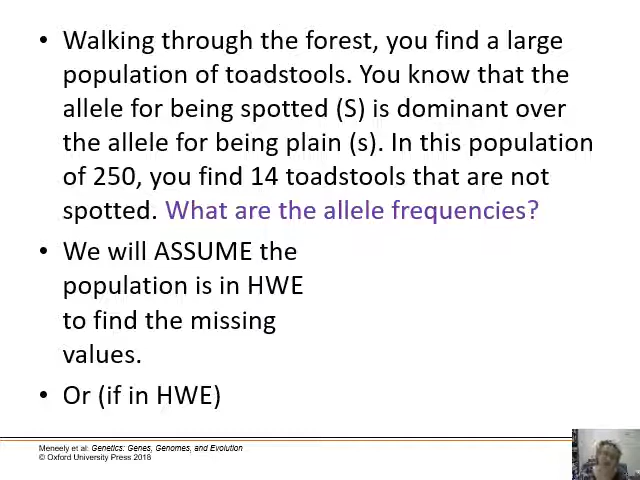 • Walking through the forest, you find a large
population of toadstools. You know that the
allele for being spotted (S) is dominant over
the allele for being plain (s). In this population
of 250, you find 14 toadstools that are not
spotted. What are the allele frequencies?
• We will ASSUME the
population is in HWE
to find the missing
values.
• Or (if in HWE)
Meneely et al: Genetics: Genes, Genomes, and Evolution
© Oxford University Press 2018